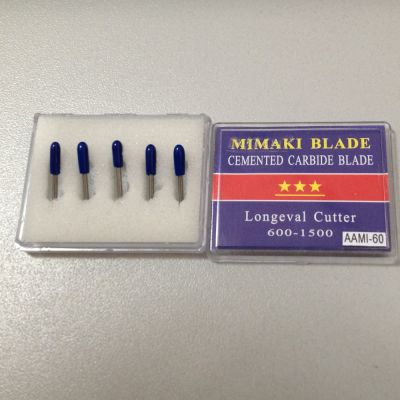 MIMAKI BLADE
CEMENTED CARBIDE BLADE
★★★
Longeval Cutter
600-1500
AAMI-60